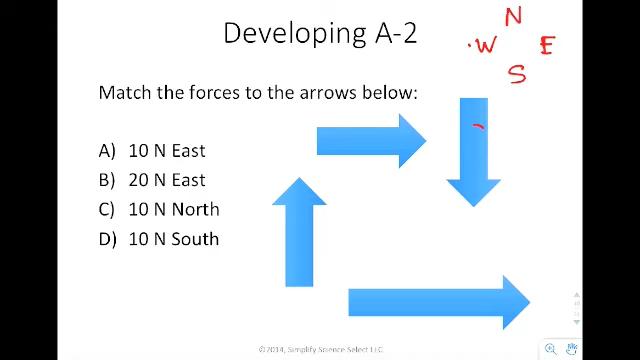 Developing A-2
N
W E
S
Match the forces to the arrows below:
A) 10 N East
B) 20 N East
C) 10 N North
D) 10 N South
©2014, Simplify Science Select LLC